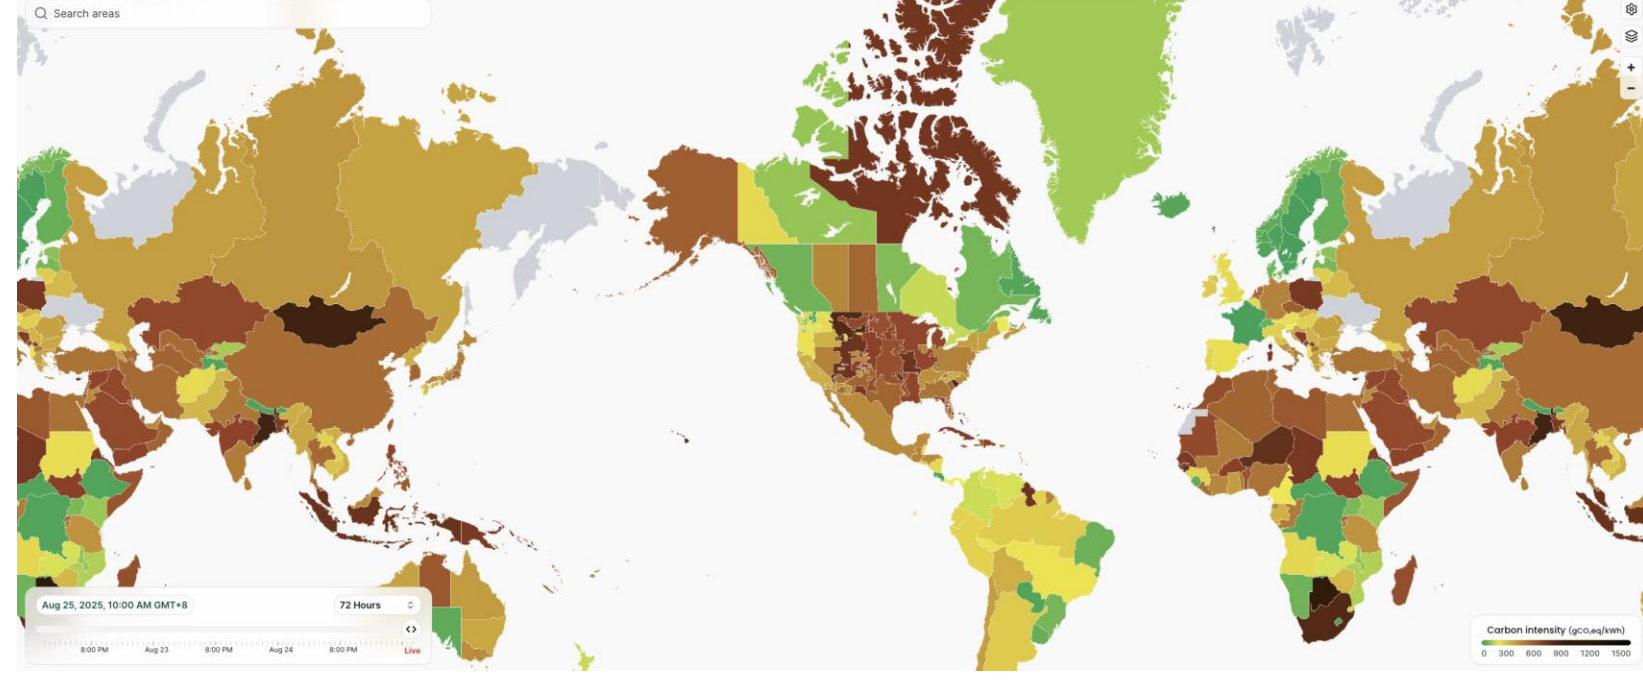 Search areas
Aug 25, 2025, 10:00 AM GMT+8
72 Hours
8:00 PM Aug 23 8:00 PM Aug 24 8:00 PM Live
Carbon intensity (gCO₂eq/kWh)
0 300 600 900 1200 1500